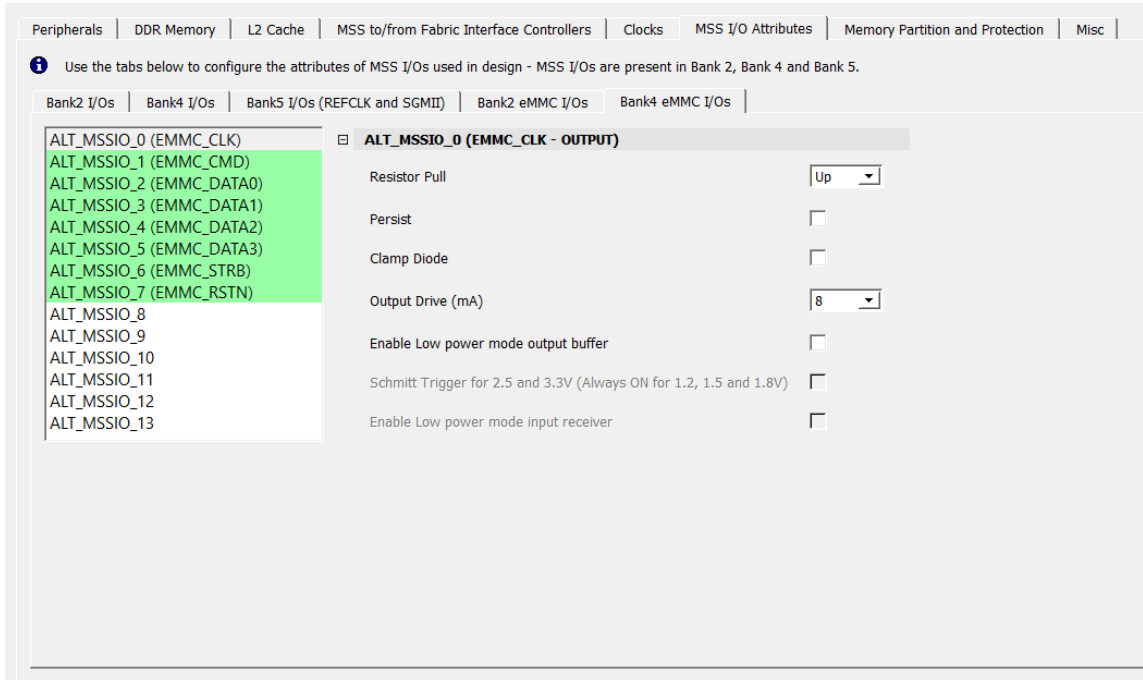 Peripherals DDR Memory L2 Cache MSS to/from Fabric Interface Controllers Clocks MSS I/O Attributes Memory Partition and Protection Misc
Use the tabs below to configure the attributes of MSS I/Os used in design - MSS I/Os are present in Bank 2, Bank 4 and Bank 5.
Bank2 I/Os Bank4 I/Os Bank5 I/Os (REFCLK and SGMII) Bank2 eMMC I/Os Bank4 eMMC I/Os
ALT_MSSIO_0 (EMMC_CLK)
ALT_MSSIO_1 (EMMC_CMD)
ALT_MSSIO_2 (EMMC_DATA0)
ALT_MSSIO_3 (EMMC_DATA1)
ALT_MSSIO_4 (EMMC_DATA2)
ALT_MSSIO_5 (EMMC_DATA3)
ALT_MSSIO_6 (EMMC_STRB)
ALT_MSSIO_7 (EMMC_RSTN)
ALT_MSSIO_8
ALT_MSSIO_9
ALT_MSSIO_10
ALT_MSSIO_11
ALT_MSSIO_12
ALT_MSSIO_13
ALT_MSSIO_0 (EMMC_CLK - OUTPUT)
Resistor Pull Up
Persist
Clamp Diode
Output Drive (mA) 8
Enable Low power mode output buffer
Schmitt Trigger for 2.5 and 3.3V (Always ON for 1.2, 1.5 and 1.8V)
Enable Low power mode input receiver